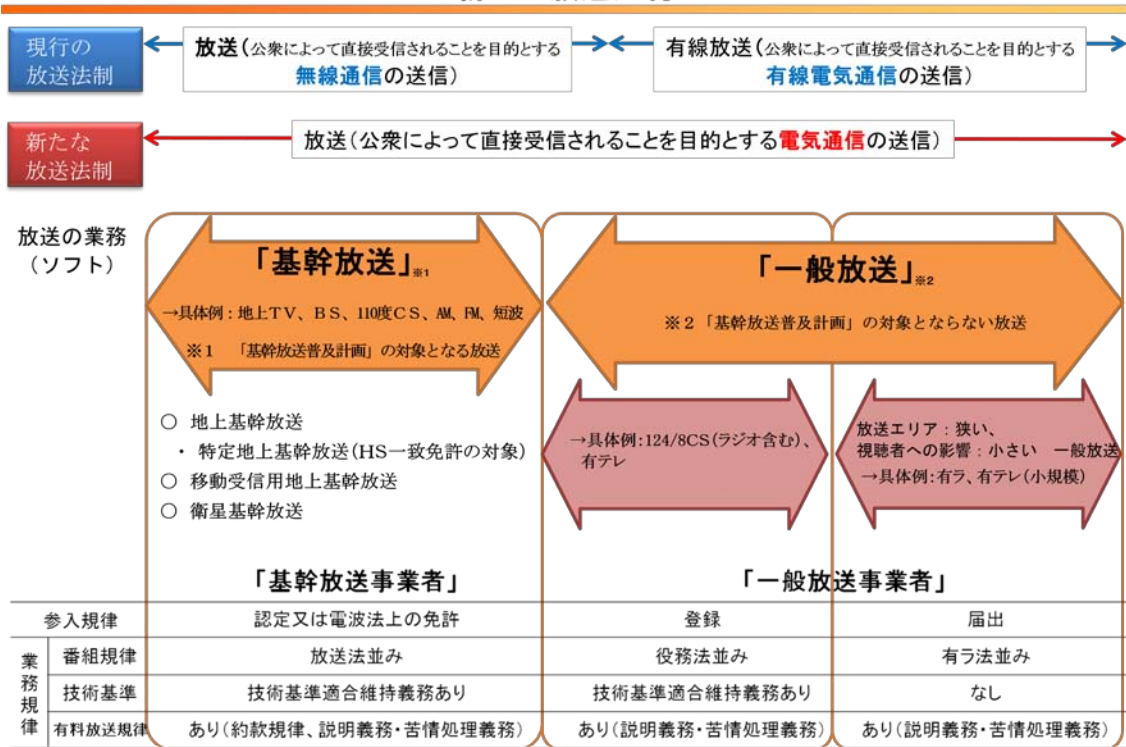 現行の
放送法制
放送(公衆によって直接受信されることを目的とする
無線通信の送信)
有線放送(公衆によって直接受信されることを目的とする
有線電気通信の送信)
新たな
放送法制
放送(公衆によって直接受信されることを目的とする電気通信の送信)
放送の業務
(ソフト)
「基幹放送」※1
→具体例:地上TV、BS、110度CS、AM、FM、短波
※1 「基幹放送普及計画」の対象となる放送
「一般放送」※2
※2「基幹放送普及計画」の対象とならない放送
○ 地上基幹放送
・ 特定地上基幹放送(HS一致免許の対象)
○ 移動受信用地上基幹放送
○ 衛星基幹放送
→具体例:124/8CS(ラジオ含む)、
有テレ
放送エリア:狭い、
視聴者への影響:小さい 一般放送
→具体例:有ラ、有テレ(小規模)
「基幹放送事業者」
「一般放送事業者」
参入規律 認定又は電波法上の免許 登録 届出
業務規律
番組規律 放送法並み 役務法並み 有ラ法並み
技術基準 技術基準適合維持義務あり 技術基準適合維持義務あり なし
有料放送規律 あり(約款規律、説明義務・苦情処理義務) あり(説明義務・苦情処理義務) あり(説明義務・苦情処理義務)